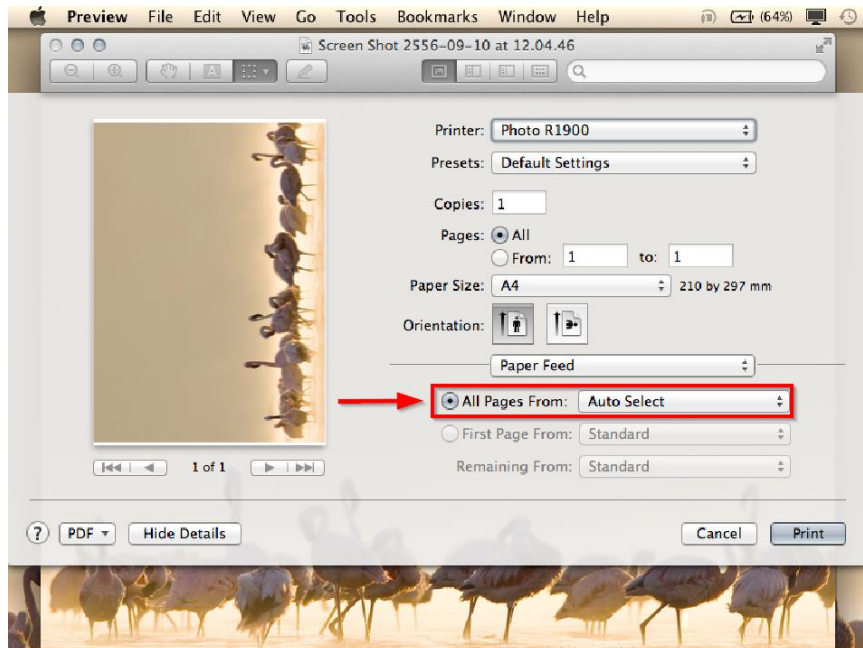 Preview File Edit View Go Tools Bookmarks Window Help (64%)
Screen Shot 2556-09-10 at 12.04.46
A
Printer: Photo R1900
Presets: Default Settings
Copies: 1
Pages: All
From: 1 to: 1
Paper Size: A4 210 by 297 mm
Orientation:
Paper Feed
All Pages From: Auto Select
First Page From: Standard
Remaining From: Standard
1 of 1
? PDF Hide Details Cancel Print